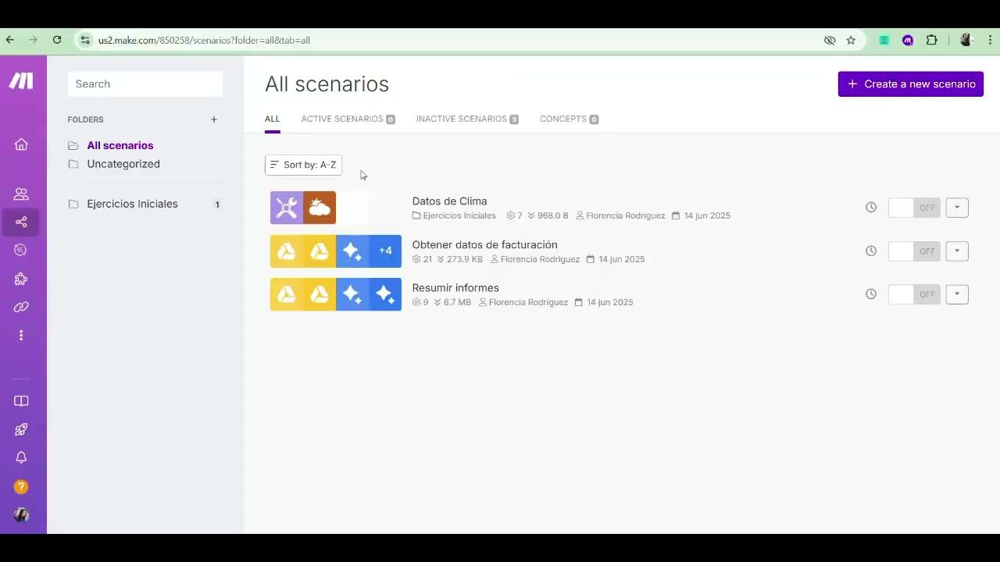 us2.make.com/850258/scenarios?folder=all&tab=all
Search
FOLDERS
All scenarios
Uncategorized
Ejercicios Iniciales 1
All scenarios
+ Create a new scenario
ALL ACTIVE SCENARIOS 0 INACTIVE SCENARIOS 3 CONCEPTS 0
Sort by: A-Z
Datos de Clima
Ejercicios Iniciales 7 968.0 B Florencia Rodríguez 14 jun 2025
OFF
+4
Obtener datos de facturación
21 273.9 KB Florencia Rodríguez 14 jun 2025
OFF
Resumir informes
9 6.7 MB Florencia Rodríguez 14 jun 2025
OFF
?